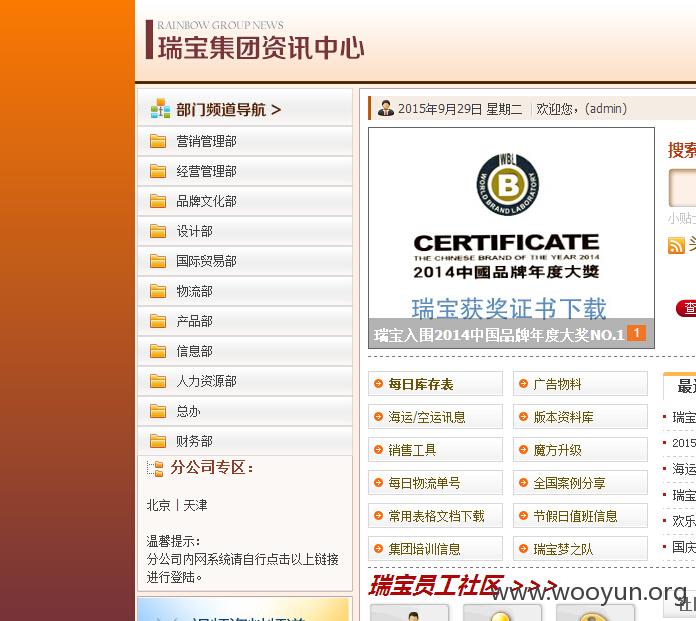 RAINBOW GROUP NEWS
瑞宝集团资讯中心
部门频道导航 >
营销管理部
经营管理部
品牌文化部
设计部
国际贸易部
物流部
产品部
信息部
人力资源部
总办
财务部
分公司专区：
北京 | 天津
温馨提示：
分公司内网系统请自行点击以上链接
进行登陆。
2015年9月29日 星期二 | 欢迎您，(admin)
WBL
WORLD BRAND LABORATORY
B
CERTIFICATE
THE CHINESE BRAND OF THE YEAR 2014
2014中國品牌年度大獎
瑞宝获奖证书下载
瑞宝入围2014中国品牌年度大奖NO.1 1
每日库存表
广告物料
海运/空运讯息
版本资料库
销售工具
魔方升级
每日物流单号
全国案例分享
常用表格文档下载
节假日值班信息
集团培训信息
瑞宝梦之队
瑞宝员工社区 >>>
搜索
小贴士
头
查
最
瑞宝
2015
海运
瑞宝
欢乐
国庆
www.wooyun.org